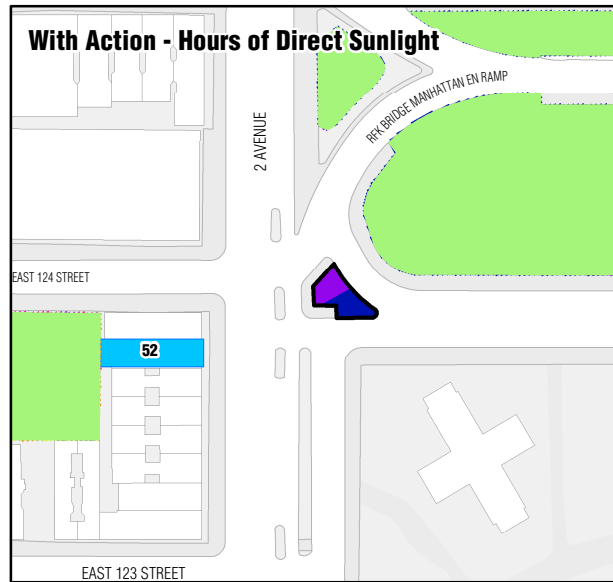 With Action - Hours of Direct Sunlight
RFK BRIDGE MANHATTAN EN RAMP
2 AVENUE
EAST 124 STREET
52
EAST 123 STREET